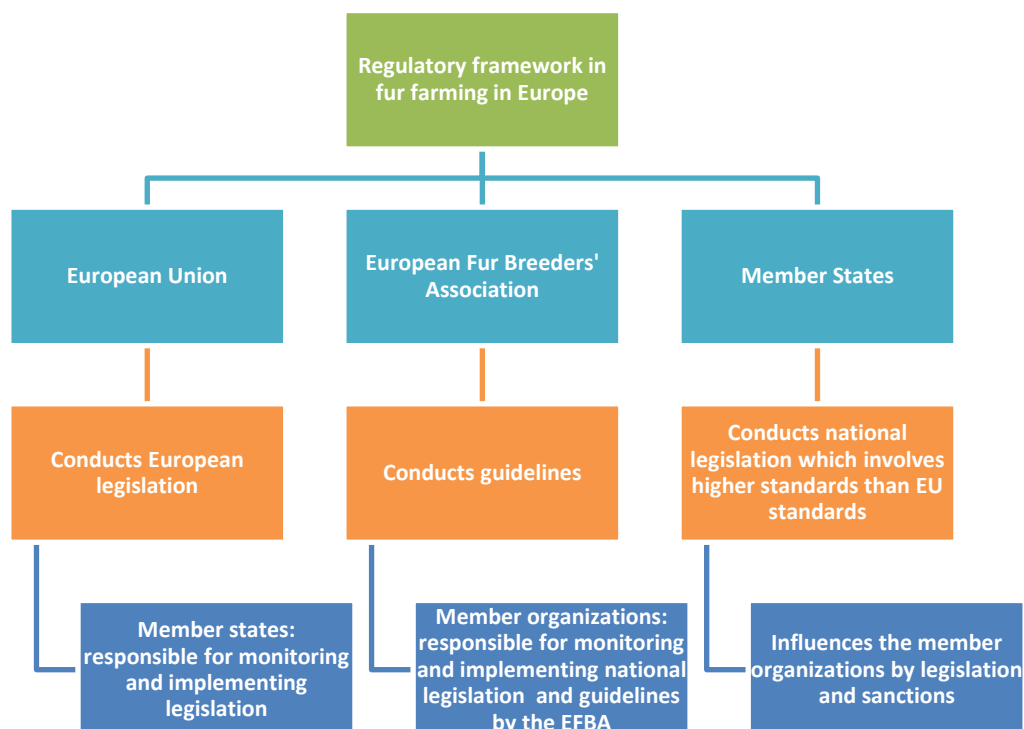 Regulatory framework in
fur farming in Europe
European Union
European Fur Breeders'
Association
Member States
Conducts European
legislation
Conducts guidelines
Conducts national
legislation which involves
higher standards than EU
standards
Member states:
responsible for monitoring
and implementing
legislation
Member organizations:
responsible for monitoring
and implementing national
legislation and guidelines
by the EFBA
Influences the member
organizations by legislation
and sanctions